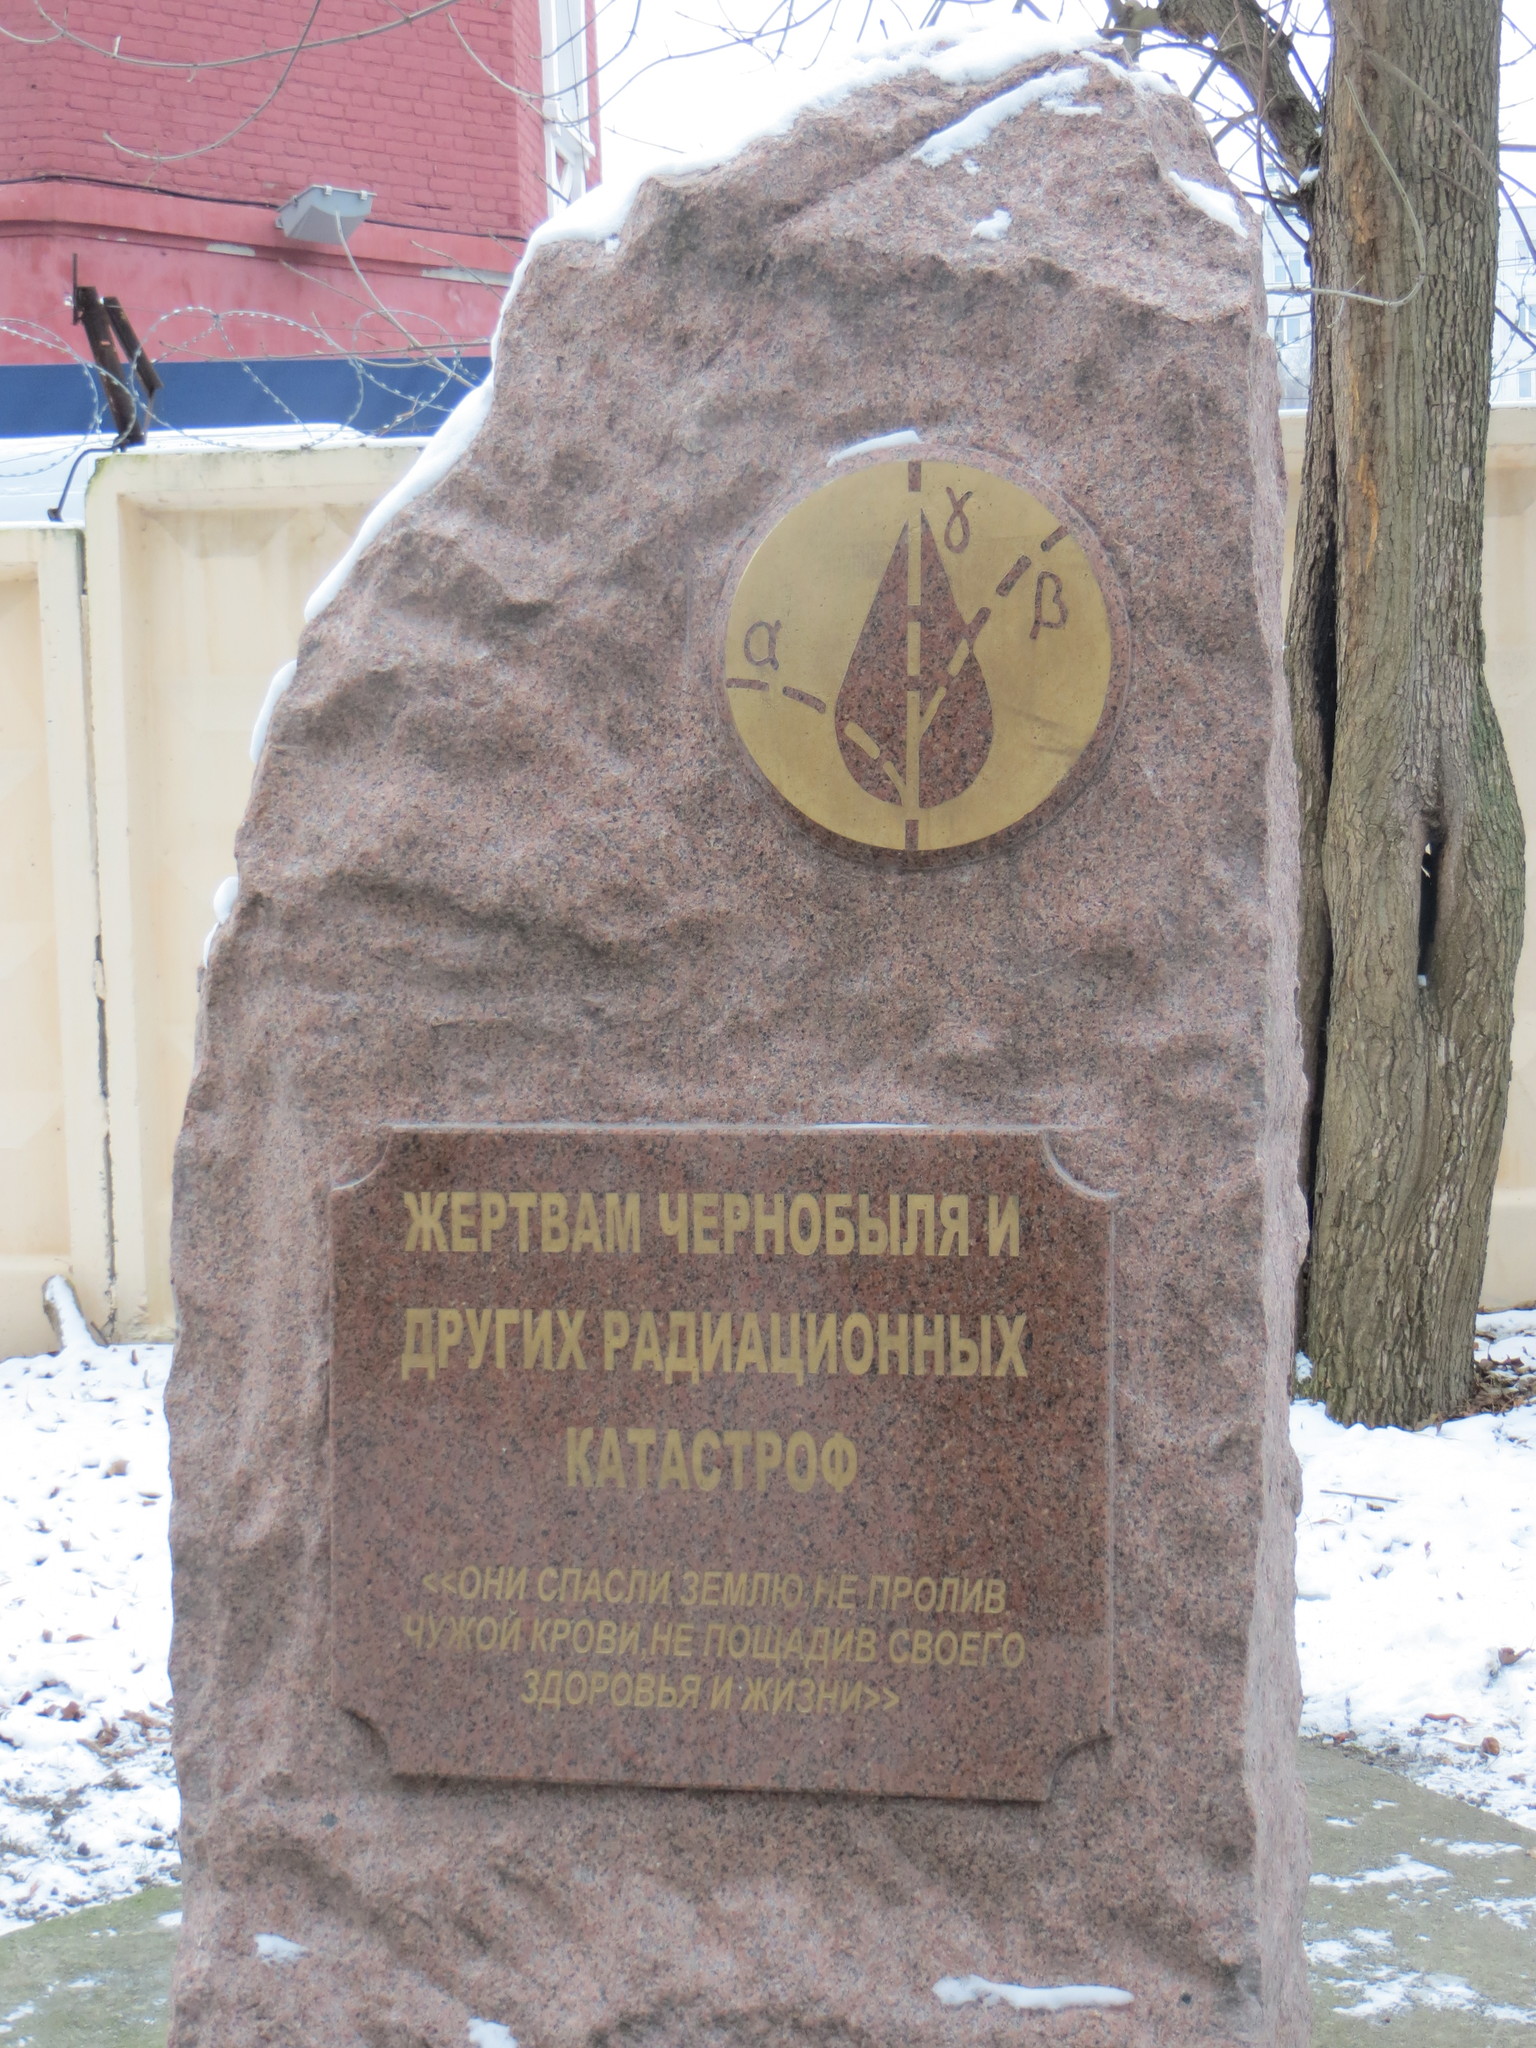 γ
β
α
ЖЕРТВАМ ЧЕРНОБЫЛЯ И
ДРУГИХ РАДИАЦИОННЫХ
КАТАСТРОФ
<<ОНИ СПАСЛИ ЗЕМЛЮ,НЕ ПРОЛИВ
ЧУЖОЙ КРОВИ,НЕ ПОЩАДИВ СВОЕГО
ЗДОРОВЬЯ И ЖИЗНИ>>